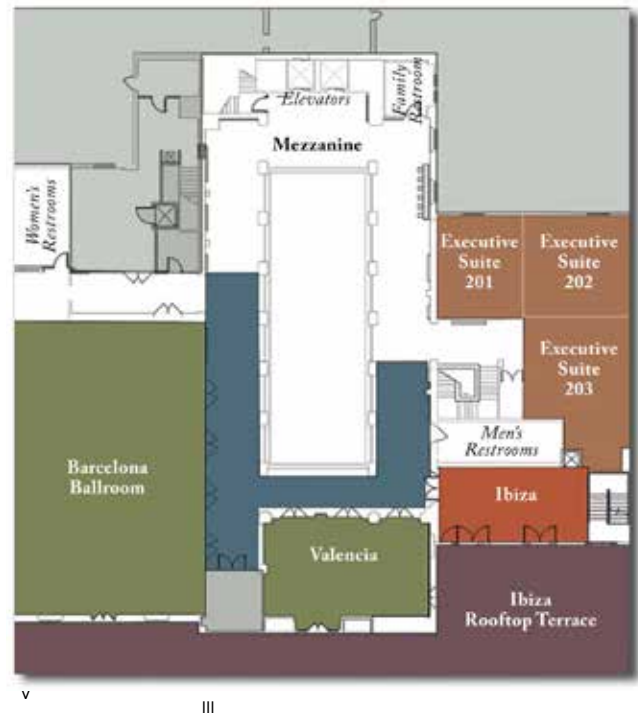 Elevators
Family
Restroom
Mezzanine
Women's
Restrooms
Executive
Suite
201
Executive
Suite
202
Executive
Suite
203
Men's
Restrooms
Barcelona
Ballroom
Ibiza
Valencia
Ibiza
Rooftop Terrace
v
III